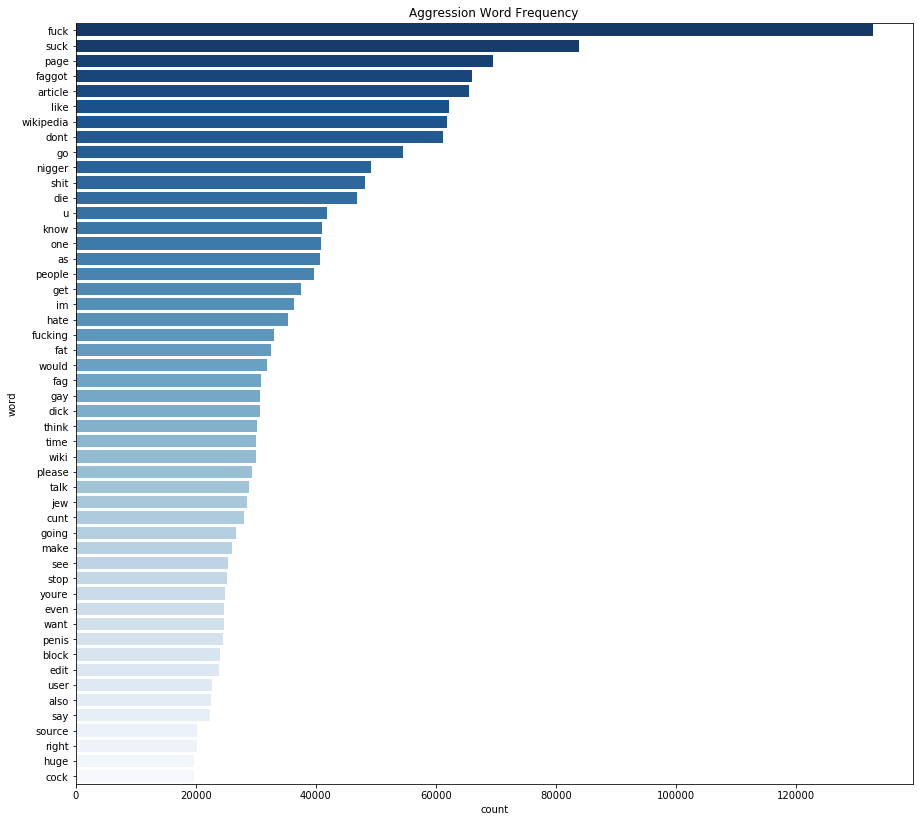 Aggression Word Frequency
fuck
suck
page
faggot
article
like
wikipedia
dont
go
nigger
shit
die
u
know
one
as
people
get
im
hate
fucking
fat
would
fag
gay
dick
think
time
wiki
please
talk
jew
cunt
going
make
see
stop
youre
even
want
penis
block
edit
user
also
say
source
right
huge
cock
word
0 20000 40000 60000 80000 100000 120000
count